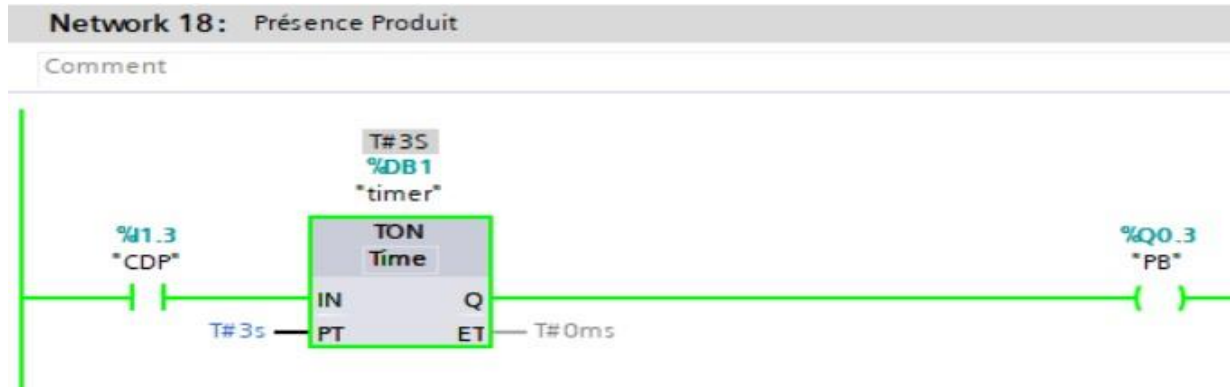 Network 18: Présence Produit
Comment
T#3S
%DB1
"timer"
%I1.3
"CDP"
TON
Time
%Q0.3
"PB"
IN Q
T#3s PT ET T#0ms